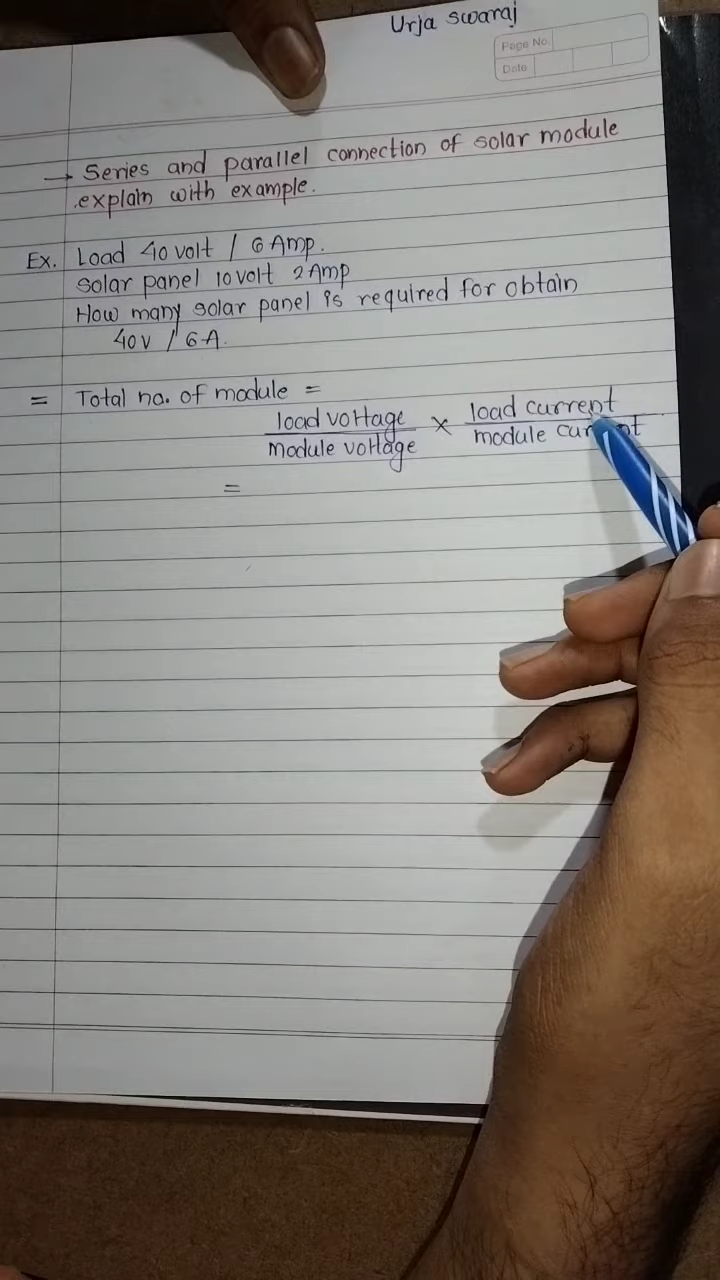 Urja swaraj
Page No.
Date
→ Series and parallel connection of solar module
explain with example.
Ex. Load 40 volt / 6 Amp.
solar panel 10 volt 2 Amp
How many solar panel is required for obtain
40v / 6A.
= Total no. of module =
load voltage / module voltage × load current / module current
=